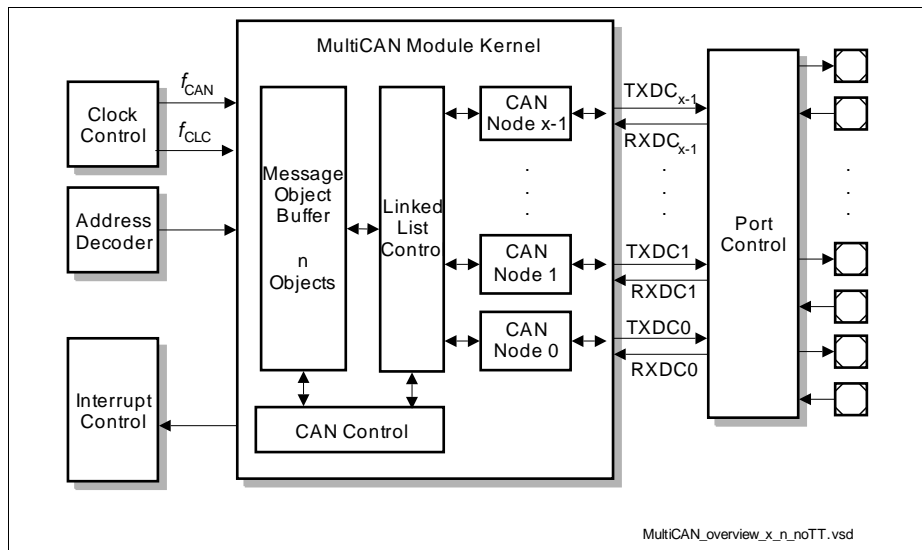 MultiCAN Module Kernel
fCAN
Clock
Control
fCLC
Address
Decoder
Interrupt
Control
Message
Object
Buffer
n
Objects
Linked
List
Control
CAN Control
CAN
Node x-1
.
.
.
CAN
Node 1
CAN
Node 0
TXDCx-1
RXDCx-1
.
.
.
TXDC1
RXDC1
TXDC0
RXDC0
Port
Control
.
.
.
MultiCAN_overview_x_n_noTT.vsd